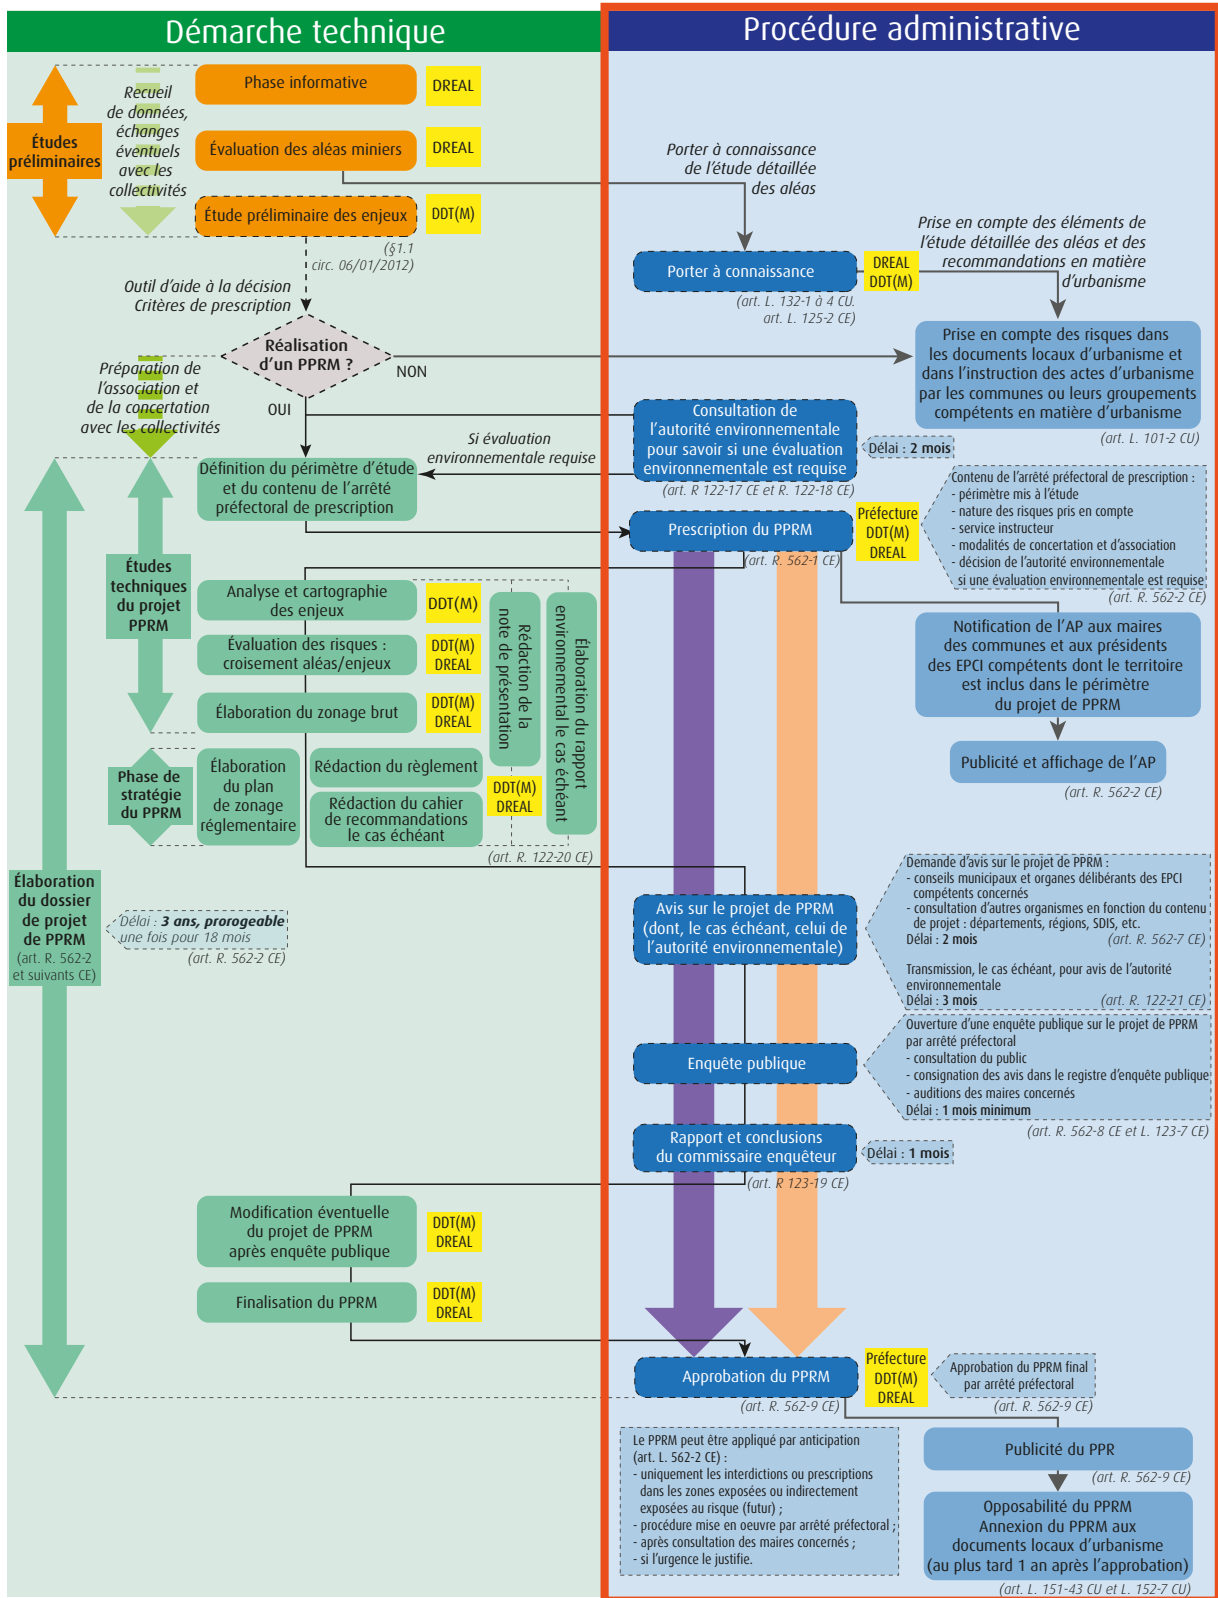 Démarche technique
Procédure administrative
Études
préliminaires
Recueil
de données,
échanges
éventuels
avec les
collectivités
Phase informative
DREAL
Évaluation des aléas miniers
DREAL
Étude préliminaire des enjeux
DDT(M)
(§1.1
circ. 06/01/2012)
Porter à connaissance
de l'étude détaillée
des aléas
Prise en compte des éléments de
l'étude détaillée des aléas et des
recommandations en matière
d'urbanisme
Porter à connaissance
DREAL
DDT(M)
(art. L. 132-1 à 4 CU.
art. L. 125-2 CE)
Outil d'aide à la décision
Critères de prescription
Réalisation
d'un PPRM ?
NON
OUI
Prise en compte des risques dans
les documents locaux d'urbanisme et
dans l'instruction des actes d'urbanisme
par les communes ou leurs groupements
compétents en matière d'urbanisme
(art. L. 101-2 CU)
Préparation de
l'association et
de la concertation
avec les collectivités
Consultation de
l'autorité environnementale
pour savoir si une évaluation
environnementale est requise
(art. R 122-17 CE et R. 122-18 CE)
Délai : 2 mois
Si évaluation
environnementale requise
Définition du périmètre d'étude
et du contenu de l'arrêté
préfectoral de prescription
Prescription du PPRM
Préfecture
DDT(M)
DREAL
(art. R. 562-1 CE)
Contenu de l'arrêté préfectoral de prescription :
- périmètre mis à l'étude
- nature des risques pris en compte
- service instructeur
- modalités de concertation et d'association
- décision de l'autorité environnementale
si une évaluation environnementale est requise
(art. R. 562-2 CE)
Études
techniques
du projet
PPRM
Analyse et cartographie
des enjeux
DDT(M)
Évaluation des risques :
croisement aléas/enjeux
DDT(M)
DREAL
Élaboration du zonage brut
DDT(M)
DREAL
Rédaction de la
note de présentation
Élaboration du rapport
environnemental le cas échéant
Notification de l'AP aux maires
des communes et aux présidents
des EPCI compétents dont le territoire
est inclus dans le périmètre
du projet de PPRM
Publicité et affichage de l'AP
(art. R. 562-2 CE)
Phase de
stratégie
du PPRM
Élaboration
du plan
de zonage
réglementaire
Rédaction du règlement
Rédaction du cahier
de recommandations
le cas échéant
DDT(M)
DREAL
(art. R. 122-20 CE)
Élaboration
du dossier
de projet
de PPRM
(art. R. 562-2
et suivants CE)
Délai : 3 ans, prorogeable
une fois pour 18 mois
(art. R. 562-2 CE)
Avis sur le projet de PPRM
(dont, le cas échéant, celui de
l'autorité environnementale)
Demande d'avis sur le projet de PPRM :
- conseils municipaux et organes délibérants des EPCI
compétents concernés
- consultation d'autres organismes en fonction du contenu
de projet : départements, régions, SDIS, etc.
Délai : 2 mois (art. R. 562-7 CE)
Transmission, le cas échéant, pour avis de l'autorité
environnementale
Délai : 3 mois (art. R. 122-21 CE)
Enquête publique
Ouverture d'une enquête publique sur le projet de PPRM
par arrêté préfectoral
- consultation du public
- consignation des avis dans le registre d'enquête publique
- auditions des maires concernés
Délai : 1 mois minimum
(art. R. 562-8 CE et L. 123-7 CE)
Rapport et conclusions
du commissaire enquêteur
Délai : 1 mois
(art. R 123-19 CE)
Modification éventuelle
du projet de PPRM
après enquête publique
DDT(M)
DREAL
Finalisation du PPRM
DDT(M)
DREAL
Approbation du PPRM
Préfecture
DDT(M)
DREAL
(art. R. 562-9 CE)
Approbation du PPRM final
par arrêté préfectoral
(art. R. 562-9 CE)
Le PPRM peut être appliqué par anticipation
(art. L. 562-2 CE) :
- uniquement les interdictions ou prescriptions
dans les zones exposées ou indirectement
exposées au risque (futur) ;
- procédure mise en oeuvre par arrêté préfectoral ;
- après consultation des maires concernés ;
- si l'urgence le justifie.
Publicité du PPR
(art. R. 562-9 CE)
Opposabilité du PPRM
Annexion du PPRM aux
documents locaux d'urbanisme
(au plus tard 1 an après l'approbation)
(art. L. 151-43 CU et L. 152-7 CU)